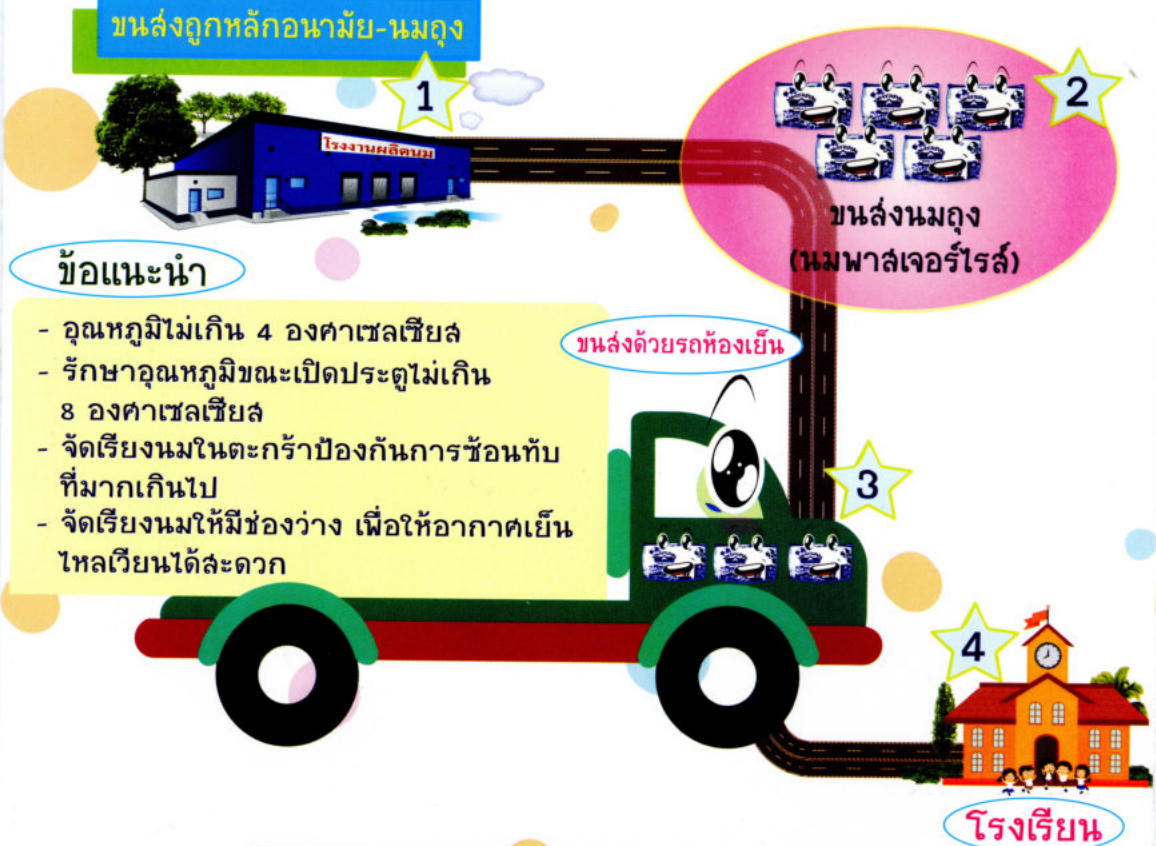 ขนส่งถูกหลักอนามัย-นมถุง
1
โรงงานผลิตนม
2
ขนส่งนมถุง
(นมพาสเจอร์ไรส์)
ข้อแนะนำ
- อุณหภูมิไม่เกิน 4 องศาเซลเซียส
- รักษาอุณหภูมิขณะเปิดประตูไม่เกิน
8 องศาเซลเซียส
- จัดเรียงนมในตะกร้าป้องกันการซ้อนทับ
ที่มากเกินไป
- จัดเรียงนมให้มีช่องว่าง เพื่อให้อากาศเย็น
ไหลเวียนได้สะดวก
ขนส่งด้วยรถห้องเย็น
3
4
โรงเรียน